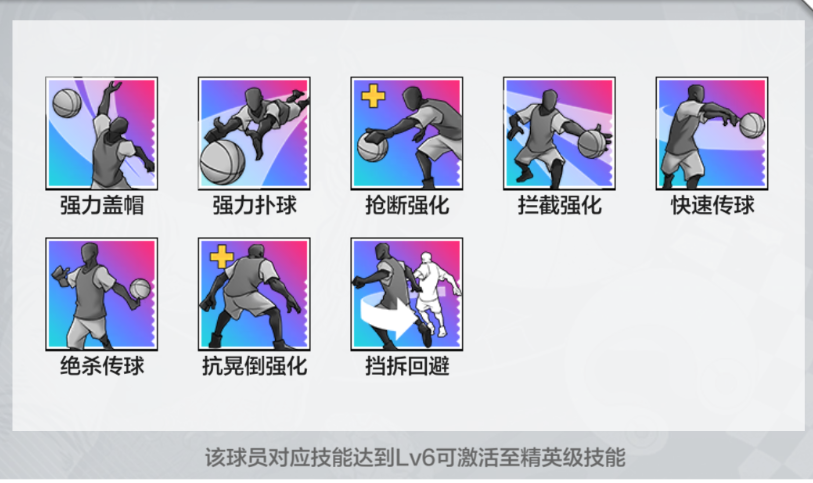 强力盖帽 强力扑球 抢断强化 拦截强化 快速传球
绝杀传球 抗晃倒强化 挡拆回避
该球员对应技能达到Lv6可激活至精英级技能